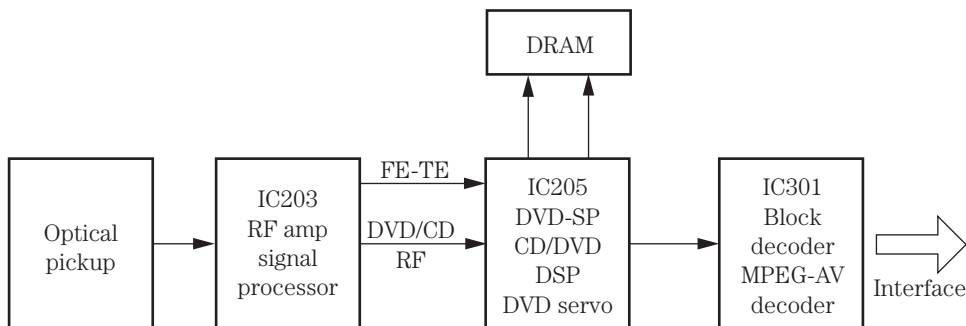 DRAM
Optical
pickup
IC203
RF amp
signal
processor
FE-TE
DVD/CD
RF
IC205
DVD-SP
CD/DVD
DSP
DVD servo
IC301
Block
decoder
MPEG-AV
decoder
Interface